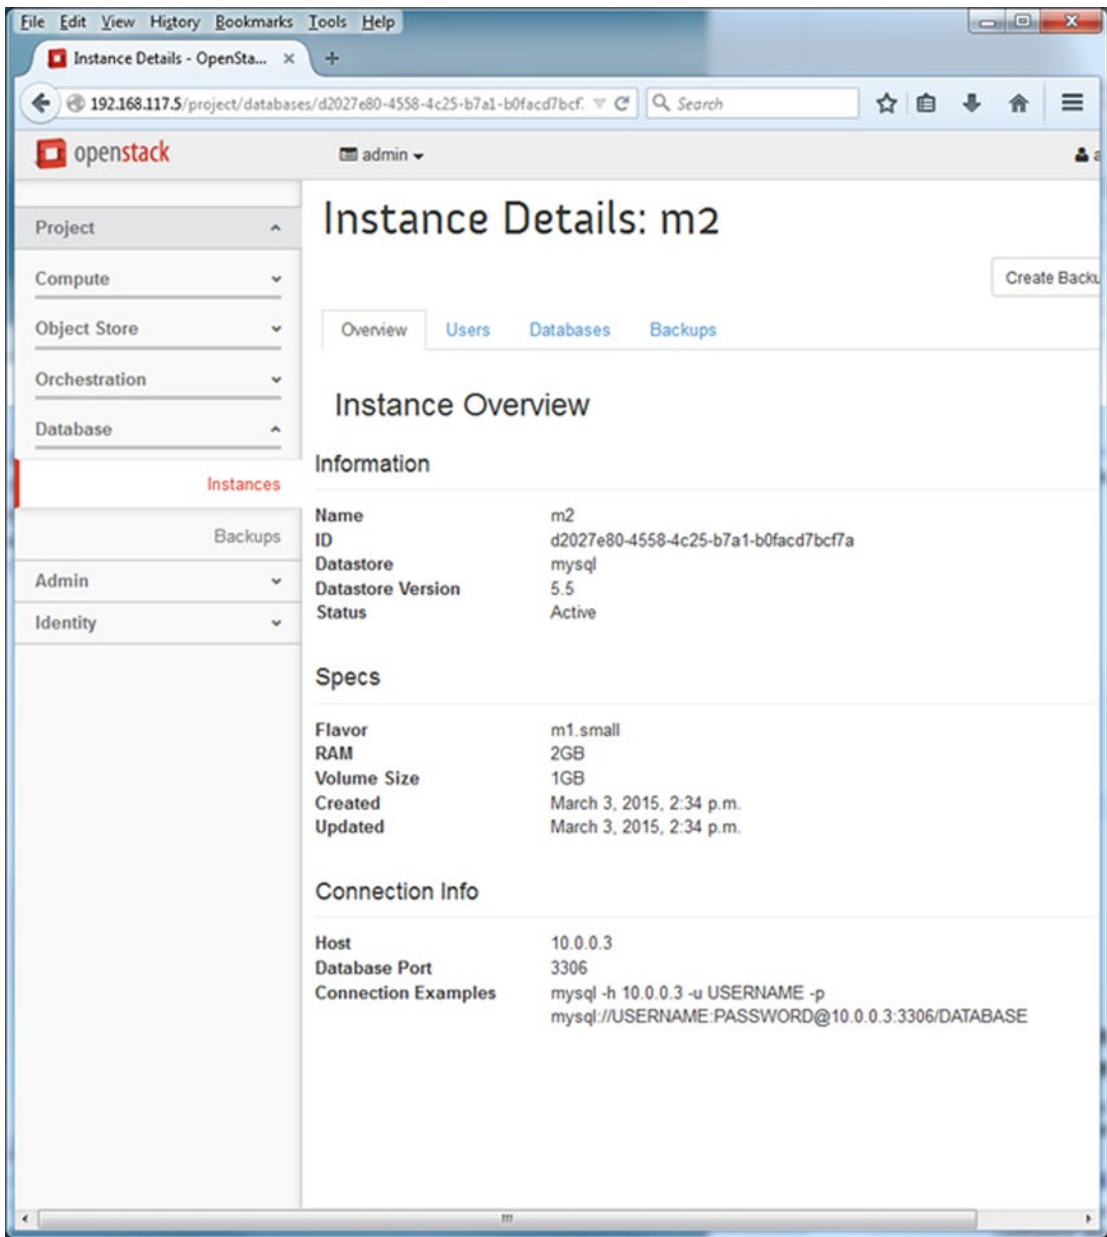 File Edit View History Bookmarks Tools Help
Instance Details - OpenSta... × +
192.168.117.5/project/databases/d2027e80-4558-4c25-b7a1-b0facd7bcf. Search
openstack admin
Project
Compute
Object Store
Orchestration
Database
Instances
Backups
Admin
Identity
Instance Details: m2
Create Backu
Overview Users Databases Backups
Instance Overview
Information
Name m2
ID d2027e80-4558-4c25-b7a1-b0facd7bcf7a
Datastore mysql
Datastore Version 5.5
Status Active
Specs
Flavor m1.small
RAM 2GB
Volume Size 1GB
Created March 3, 2015, 2:34 p.m.
Updated March 3, 2015, 2:34 p.m.
Connection Info
Host 10.0.0.3
Database Port 3306
Connection Examples mysql -h 10.0.0.3 -u USERNAME -p
mysql://USERNAME:PASSWORD@10.0.0.3:3306/DATABASE